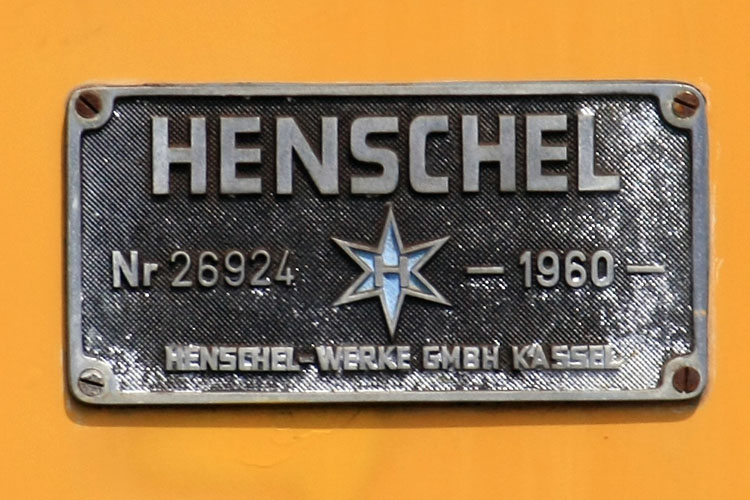 HENSCHEL
Nr 26924 H — 1960 —
HENSCHEL-WERKE GMBH KASSEL